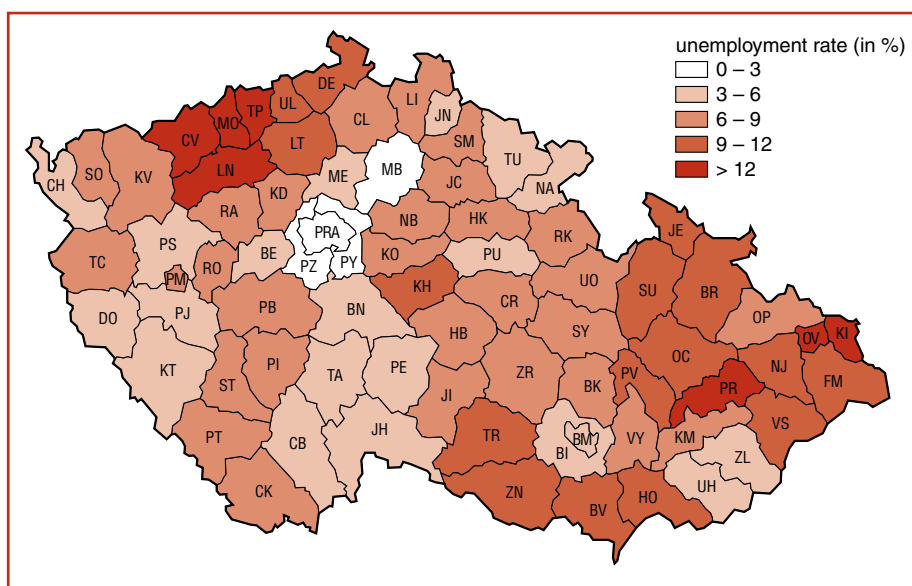 unemployment rate (in %)
0 – 3
3 – 6
6 – 9
9 – 12
> 12
DE
TP
UL
LI
MO
CL
JN
CV
LT
SM
LN
ME
MB
TU
CH
SO
KV
KD
JC
NA
RA
NB
HK
PRA
RK
JE
PS
BE
KO
PU
TC
RO
PZ
PY
PM
UO
KH
SU
BR
DO
PJ
PB
BN
CR
OP
HB
SY
OV
KI
OC
KT
ST
PI
TA
PE
ZR
BK
PV
NJ
FM
PR
JI
PT
CB
JH
TR
BI
BM
VY
KM
VS
ZL
CK
ZN
UH
BV
HO